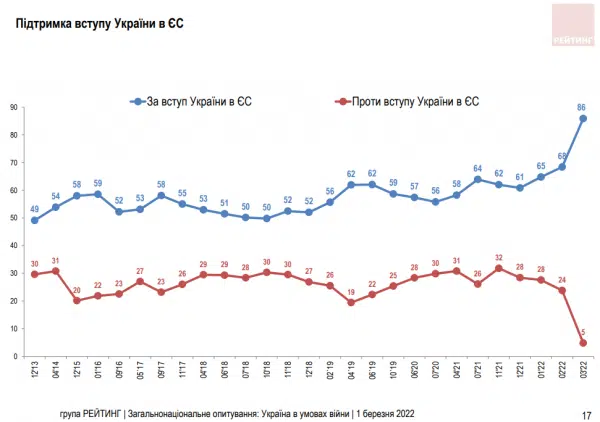 Підтримка вступу України в ЄС
РЕЙТИНГ
За вступ України в ЄС
Проти вступу України в ЄС
90
80
70
60
50
40
30
20
10
0
49 54 58 59 52 53 58 55 53 51 50 50 52 52 56 62 62 59 57 56 58 64 62 61 65 68 86
30 31 20 22 23 27 23 26 29 29 28 30 30 27 26 19 22 25 28 30 31 26 32 28 28 24 5
12'13 04'14 12'15 01'16 09'16 05'17 09'17 11'17 04'18 06'18 07'18 10'18 11'18 12'18 02'19 04'19 06'19 10'19 06'20 07'20 04'21 07'21 11'21 12'21 01'22 02'22 03'22
група РЕЙТИНГ | Загальнонаціональне опитування: Україна в умовах війни | 1 березня 2022
17